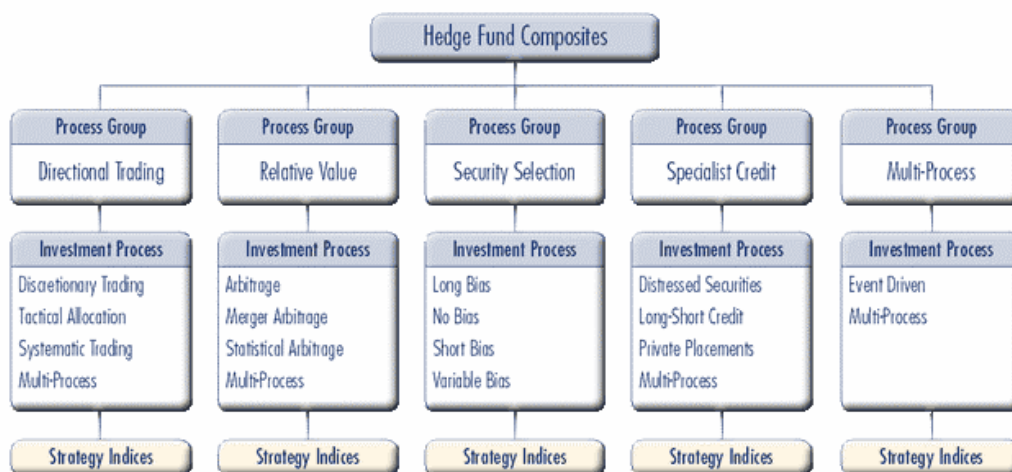 Hedge Fund Composites
Process Group
Directional Trading
Process Group
Relative Value
Process Group
Security Selection
Process Group
Specialist Credit
Process Group
Multi-Process
Investment Process
Discretionary Trading
Tactical Allocation
Systematic Trading
Multi-Process
Investment Process
Arbitrage
Merger Arbitrage
Statistical Arbitrage
Multi-Process
Investment Process
Long Bias
No Bias
Short Bias
Variable Bias
Investment Process
Distressed Securities
Long-Short Credit
Private Placements
Multi-Process
Investment Process
Event Driven
Multi-Process
Strategy Indices
Strategy Indices
Strategy Indices
Strategy Indices
Strategy Indices